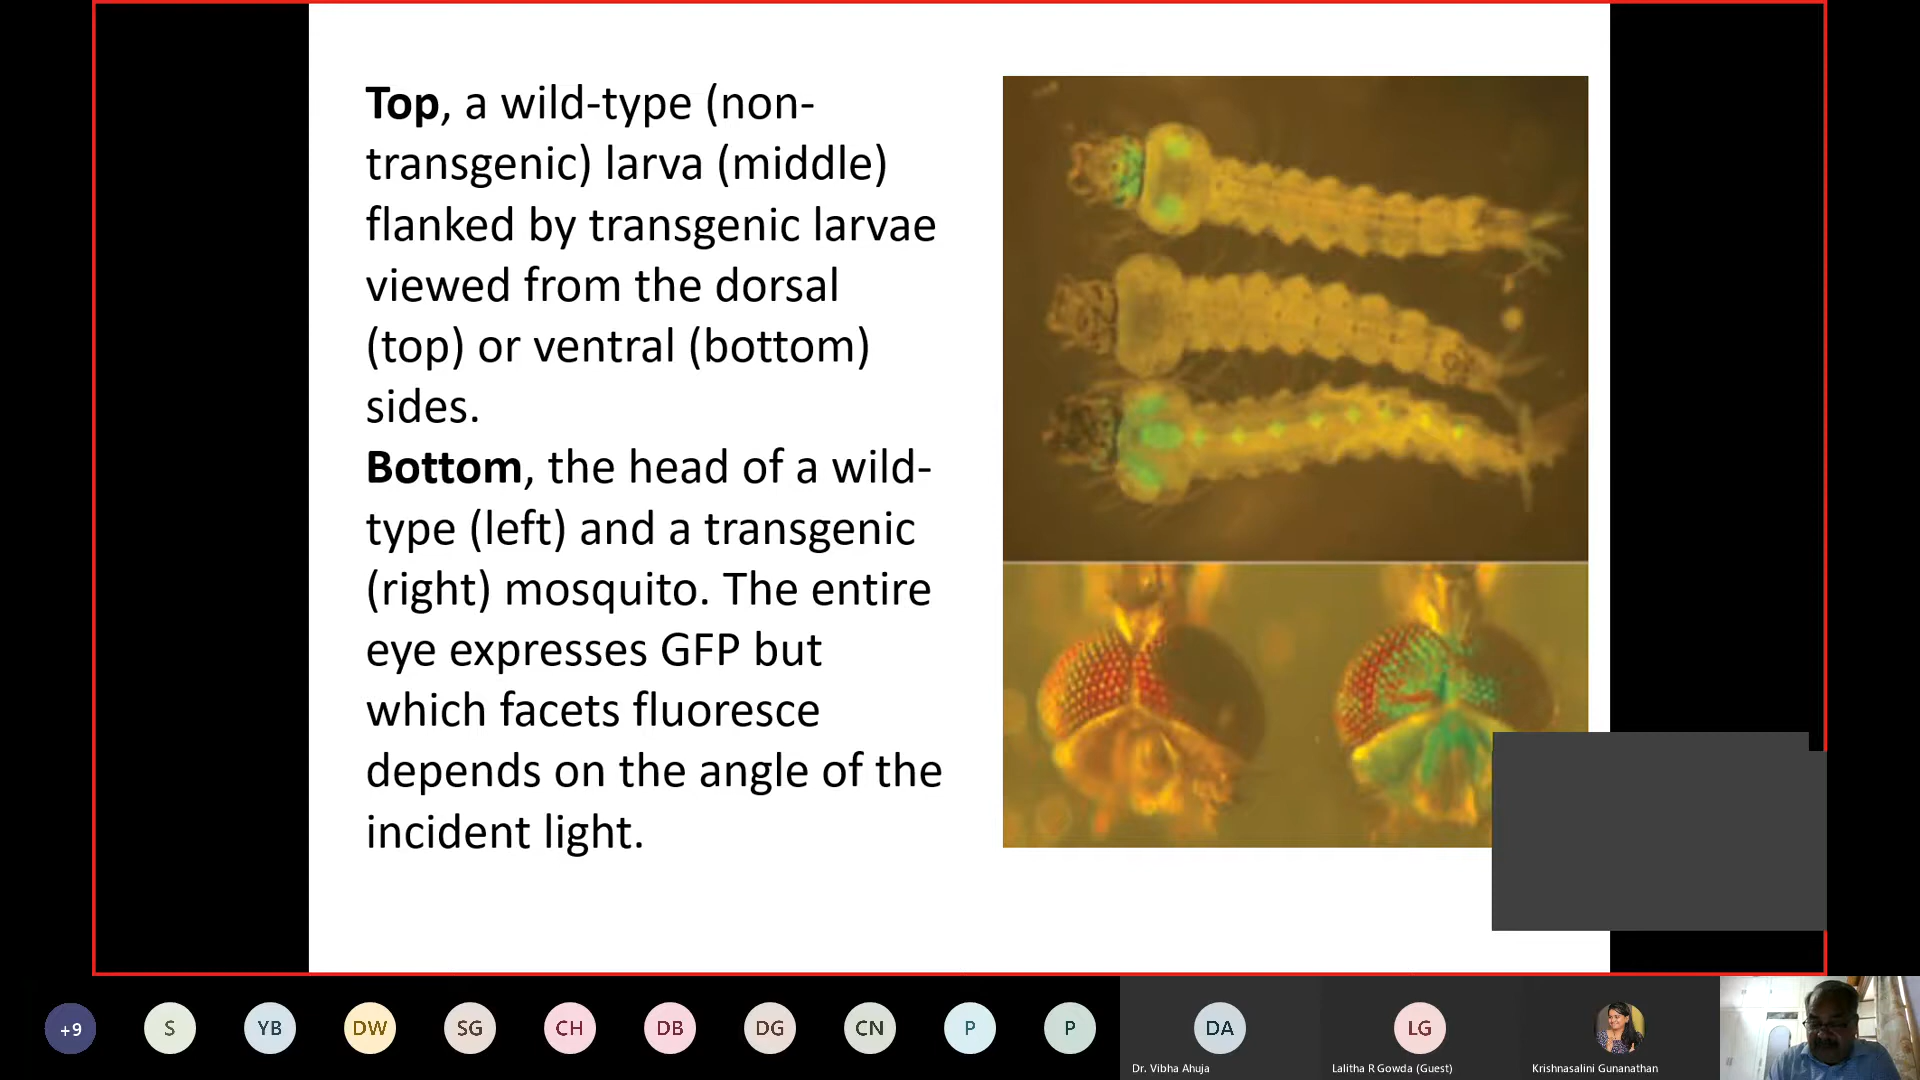 Top, a wild-type (non-
transgenic) larva (middle)
flanked by transgenic larvae
viewed from the dorsal
(top) or ventral (bottom)
sides.
Bottom, the head of a wild-
type (left) and a transgenic
(right) mosquito. The entire
eye expresses GFP but
which facets fluoresce
depends on the angle of the
incident light.
+9
S
YB
DW
SG
CH
DB
DG
CN
P
P
DA
LG
Dr. Vibha Ahuja
Lalitha R Gowda (Guest)
Krishnasalini Gunanathan